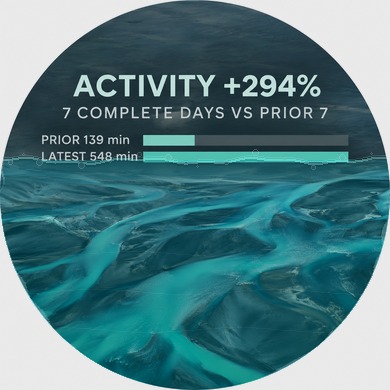 ACTIVITY +294%
7 COMPLETE DAYS VS PRIOR 7
PRIOR 139 min
LATEST 548 min